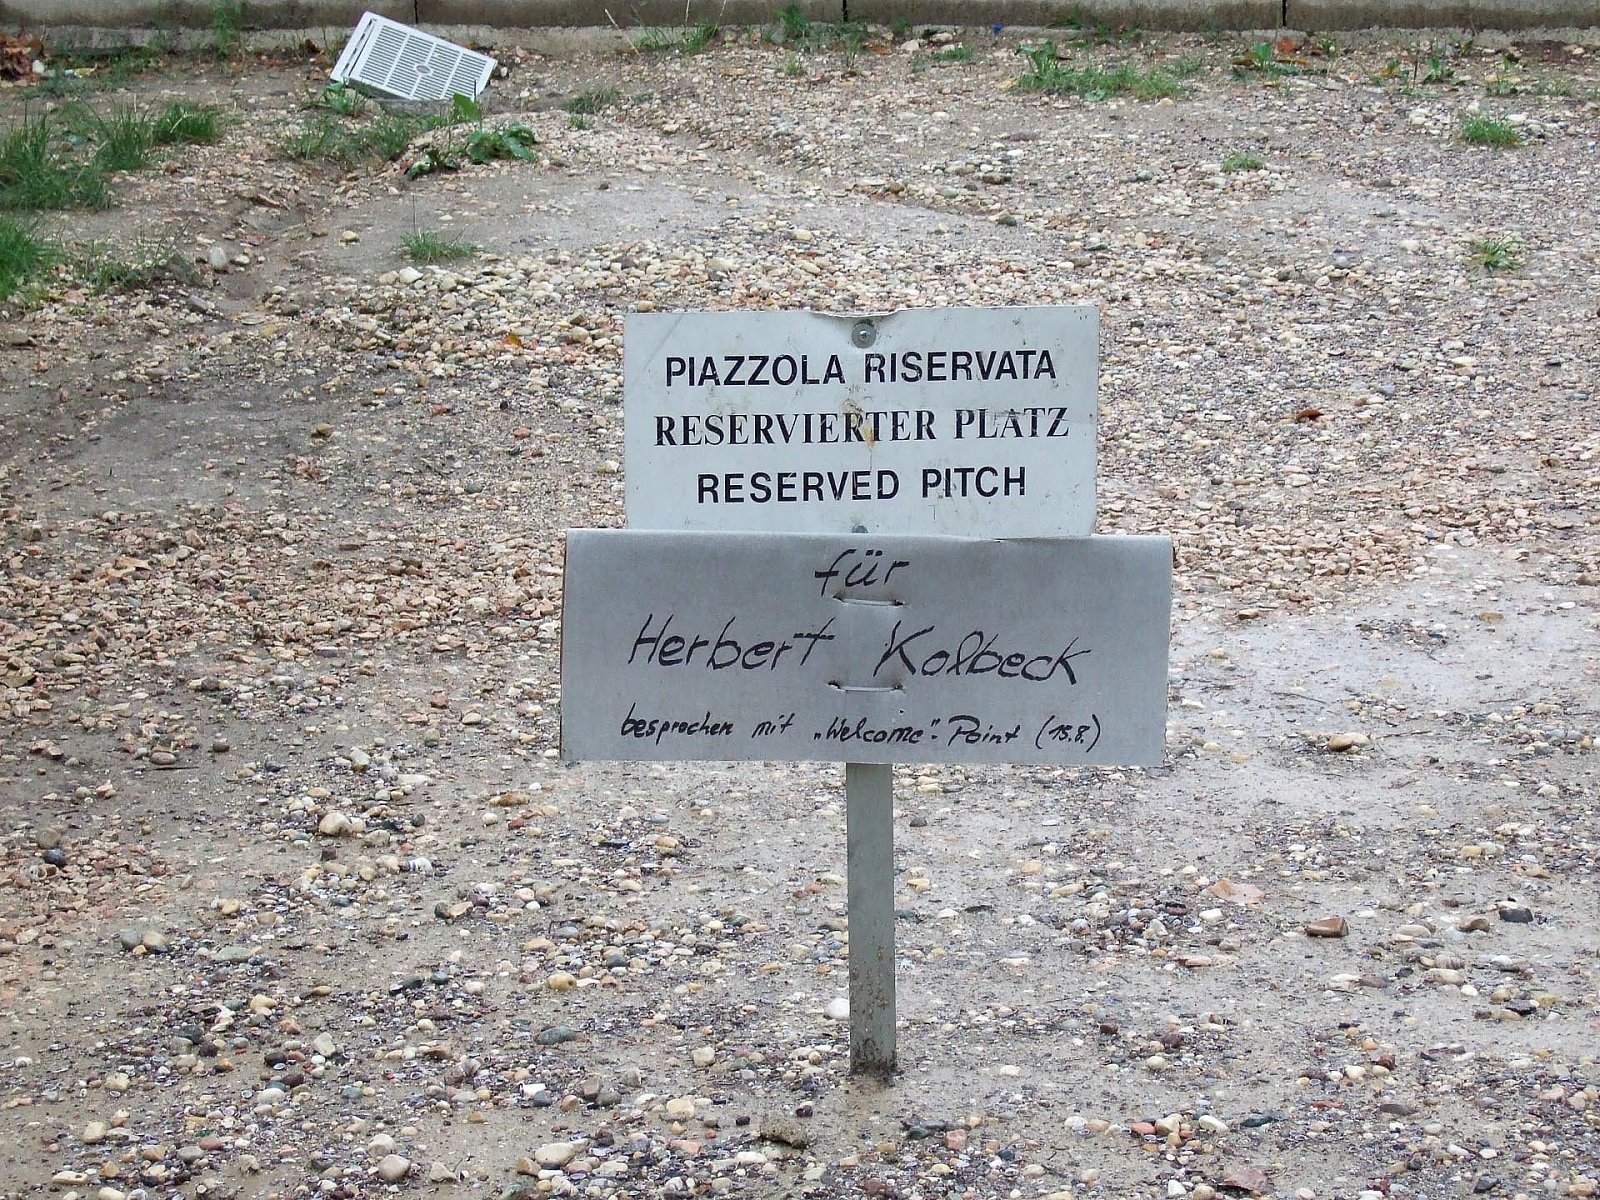 PIAZZOLA RISERVATA
RESERVIERTER PLATZ
RESERVED PITCH
für
Herbert Kolbeck
besprochen mit „Welcome“ Point (15.8.)